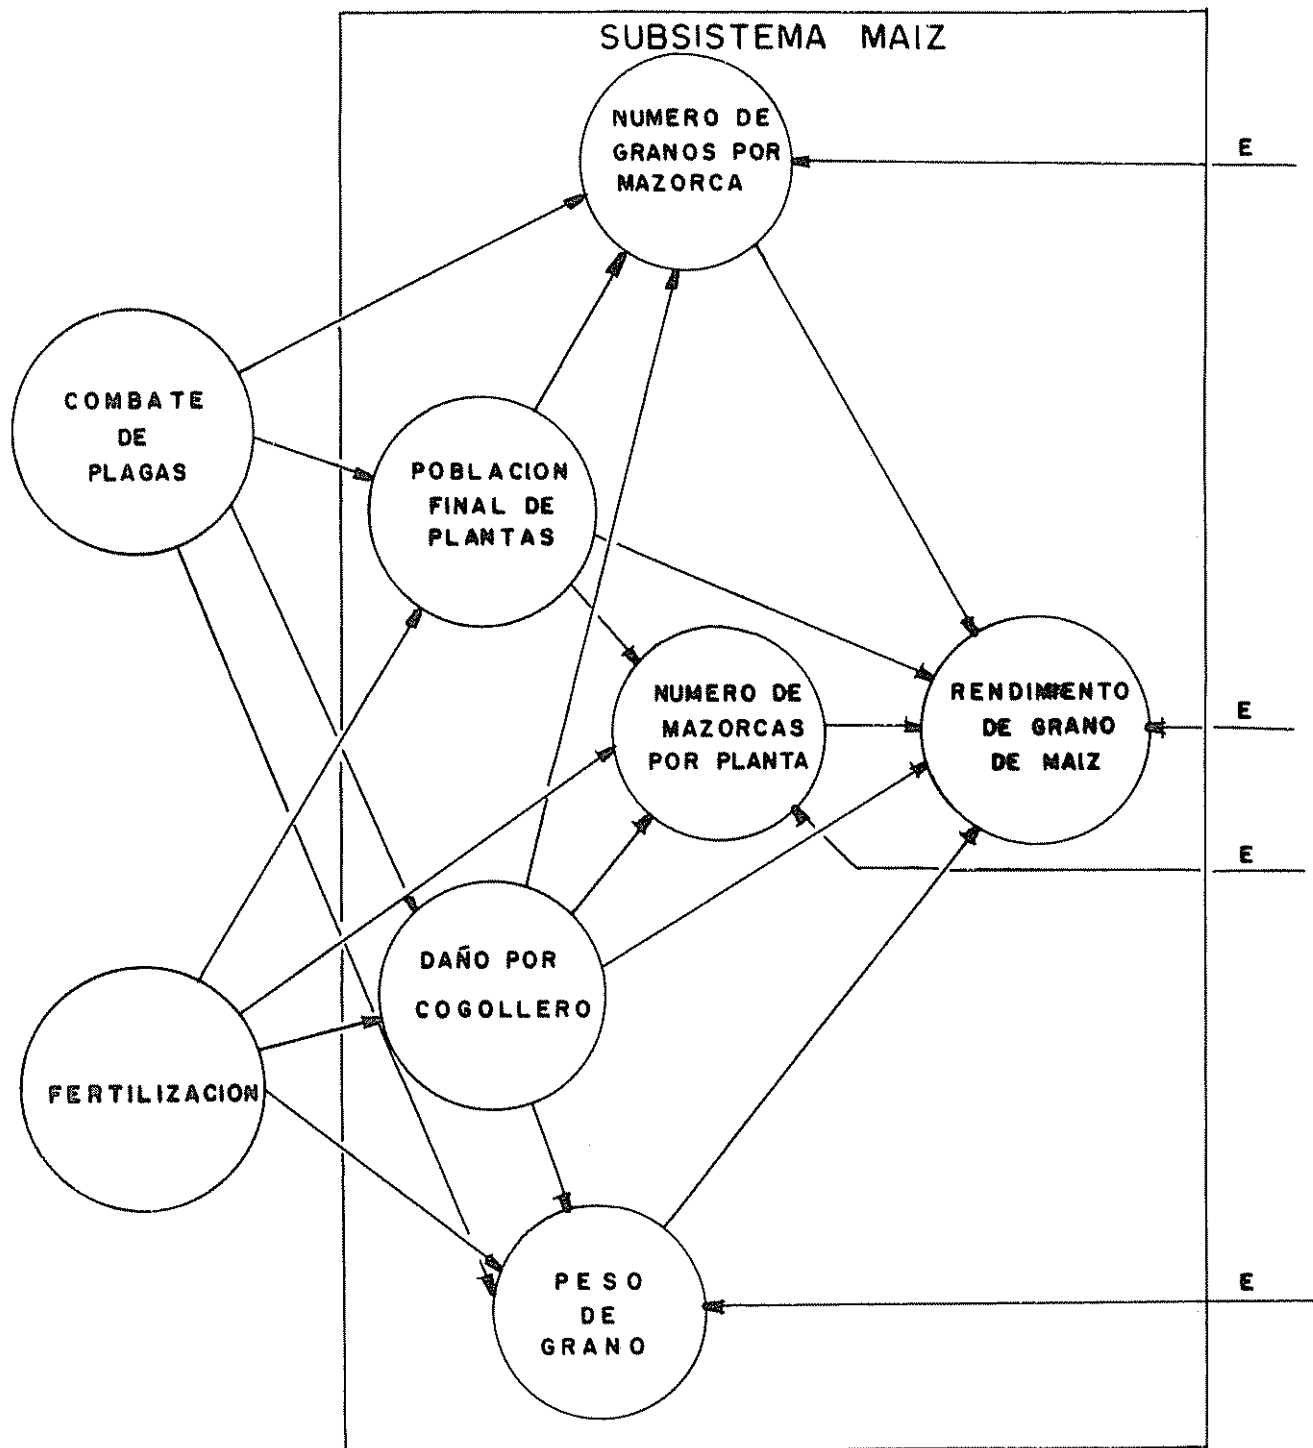 SUBSISTEMA MAIZ
NUMERO DE
GRANOS POR
MAZORCA
E
COMBATE
DE
PLAGAS
POBLACION
FINAL DE
PLANTAS
NUMERO DE
MAZORCAS
POR PLANTA
RENDIMIENTO
DE GRANO
DE MAIZ
E
E
DAÑO POR
COGOLLERO
FERTILIZACION
PESO
DE
GRANO
E